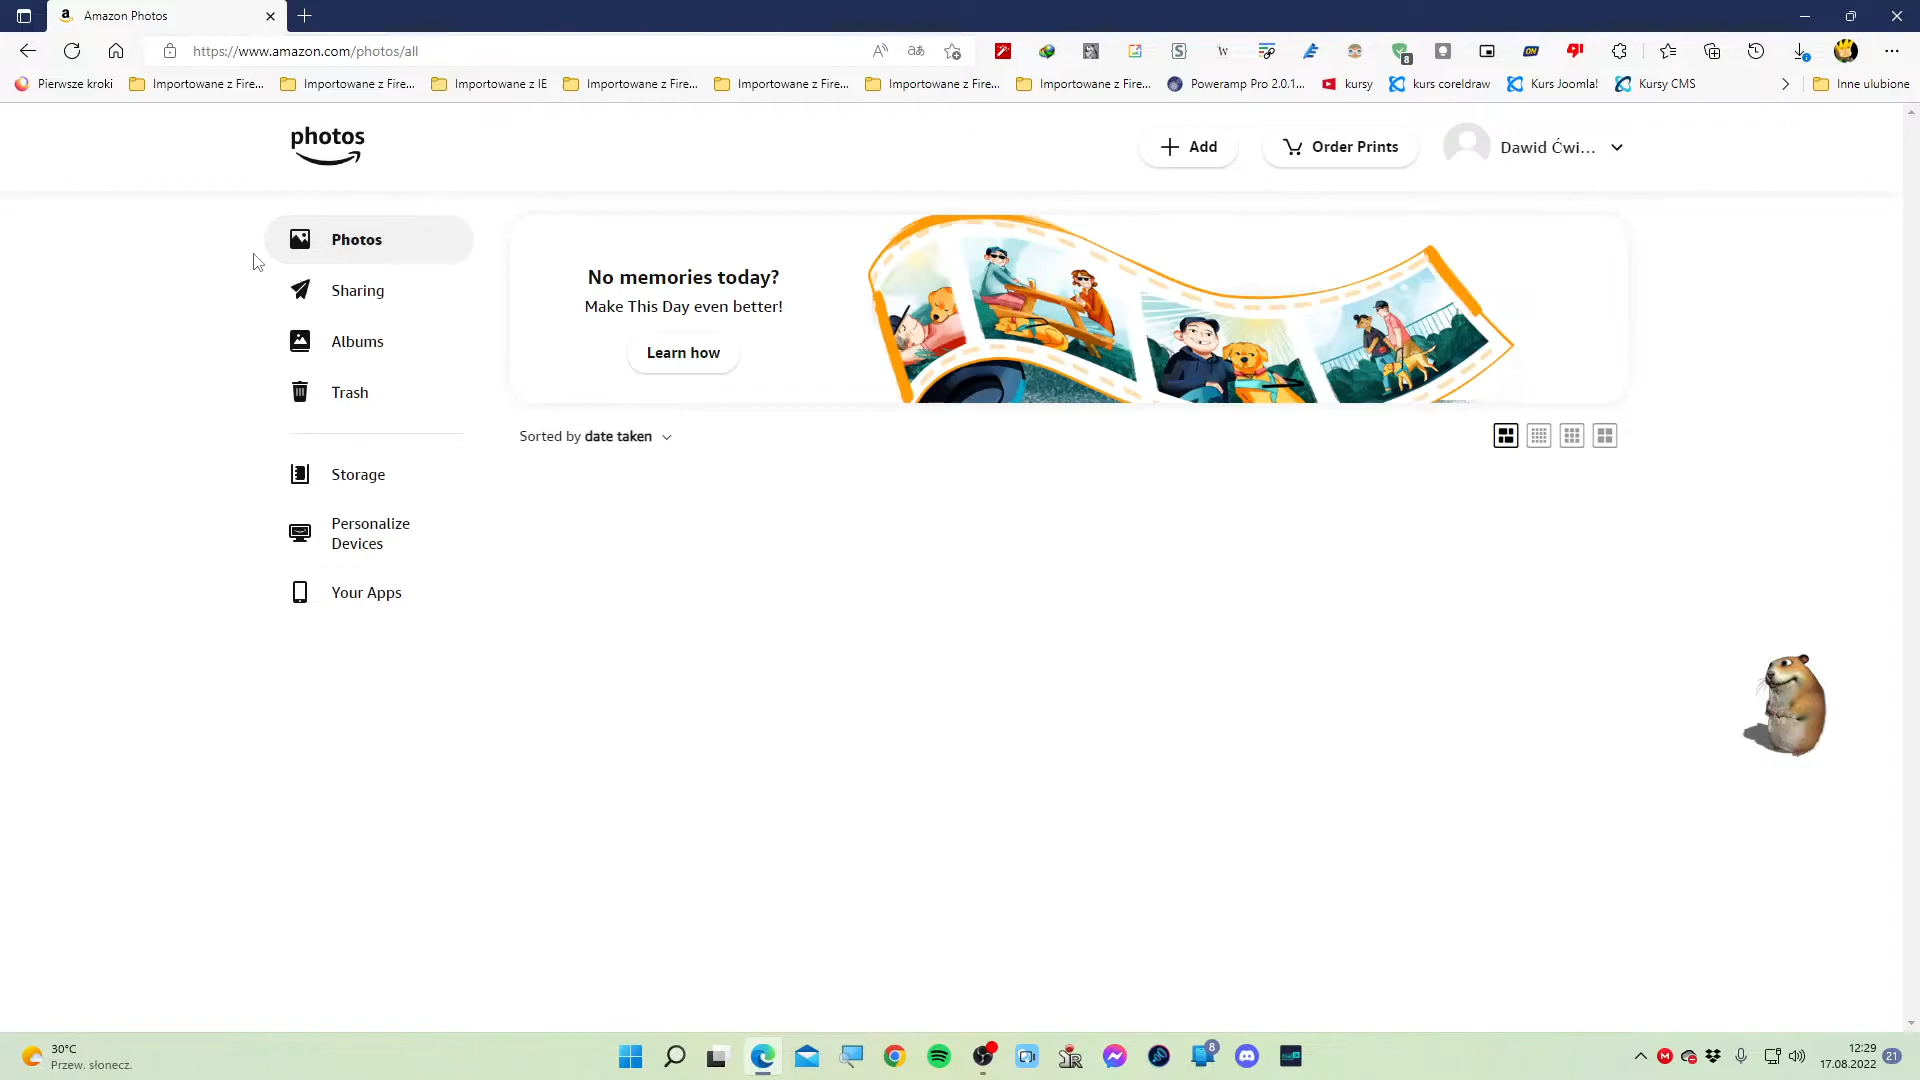 Amazon Photos
https://www.amazon.com/photos/all
8
Pierwsze kroki
Importowane z Fire...
Importowane z Fire...
Importowane z IE
Importowane z Fire...
Importowane z Fire...
Importowane z Fire...
Importowane z Fire...
Poweramp Pro 2.0.1...
kursy
kurs coreldraw
Kurs Joomla!
Kursy CMS
Inne ulubione
photos
Add
Order Prints
Dawid Ćwi...
Photos
Sharing
Albums
Trash
Storage
Personalize
Devices
Your Apps
No memories today?
Make This Day even better!
Learn how
Sorted by date taken
30°C
Przew. słonecz.
8
12:29
17.08.2022
21